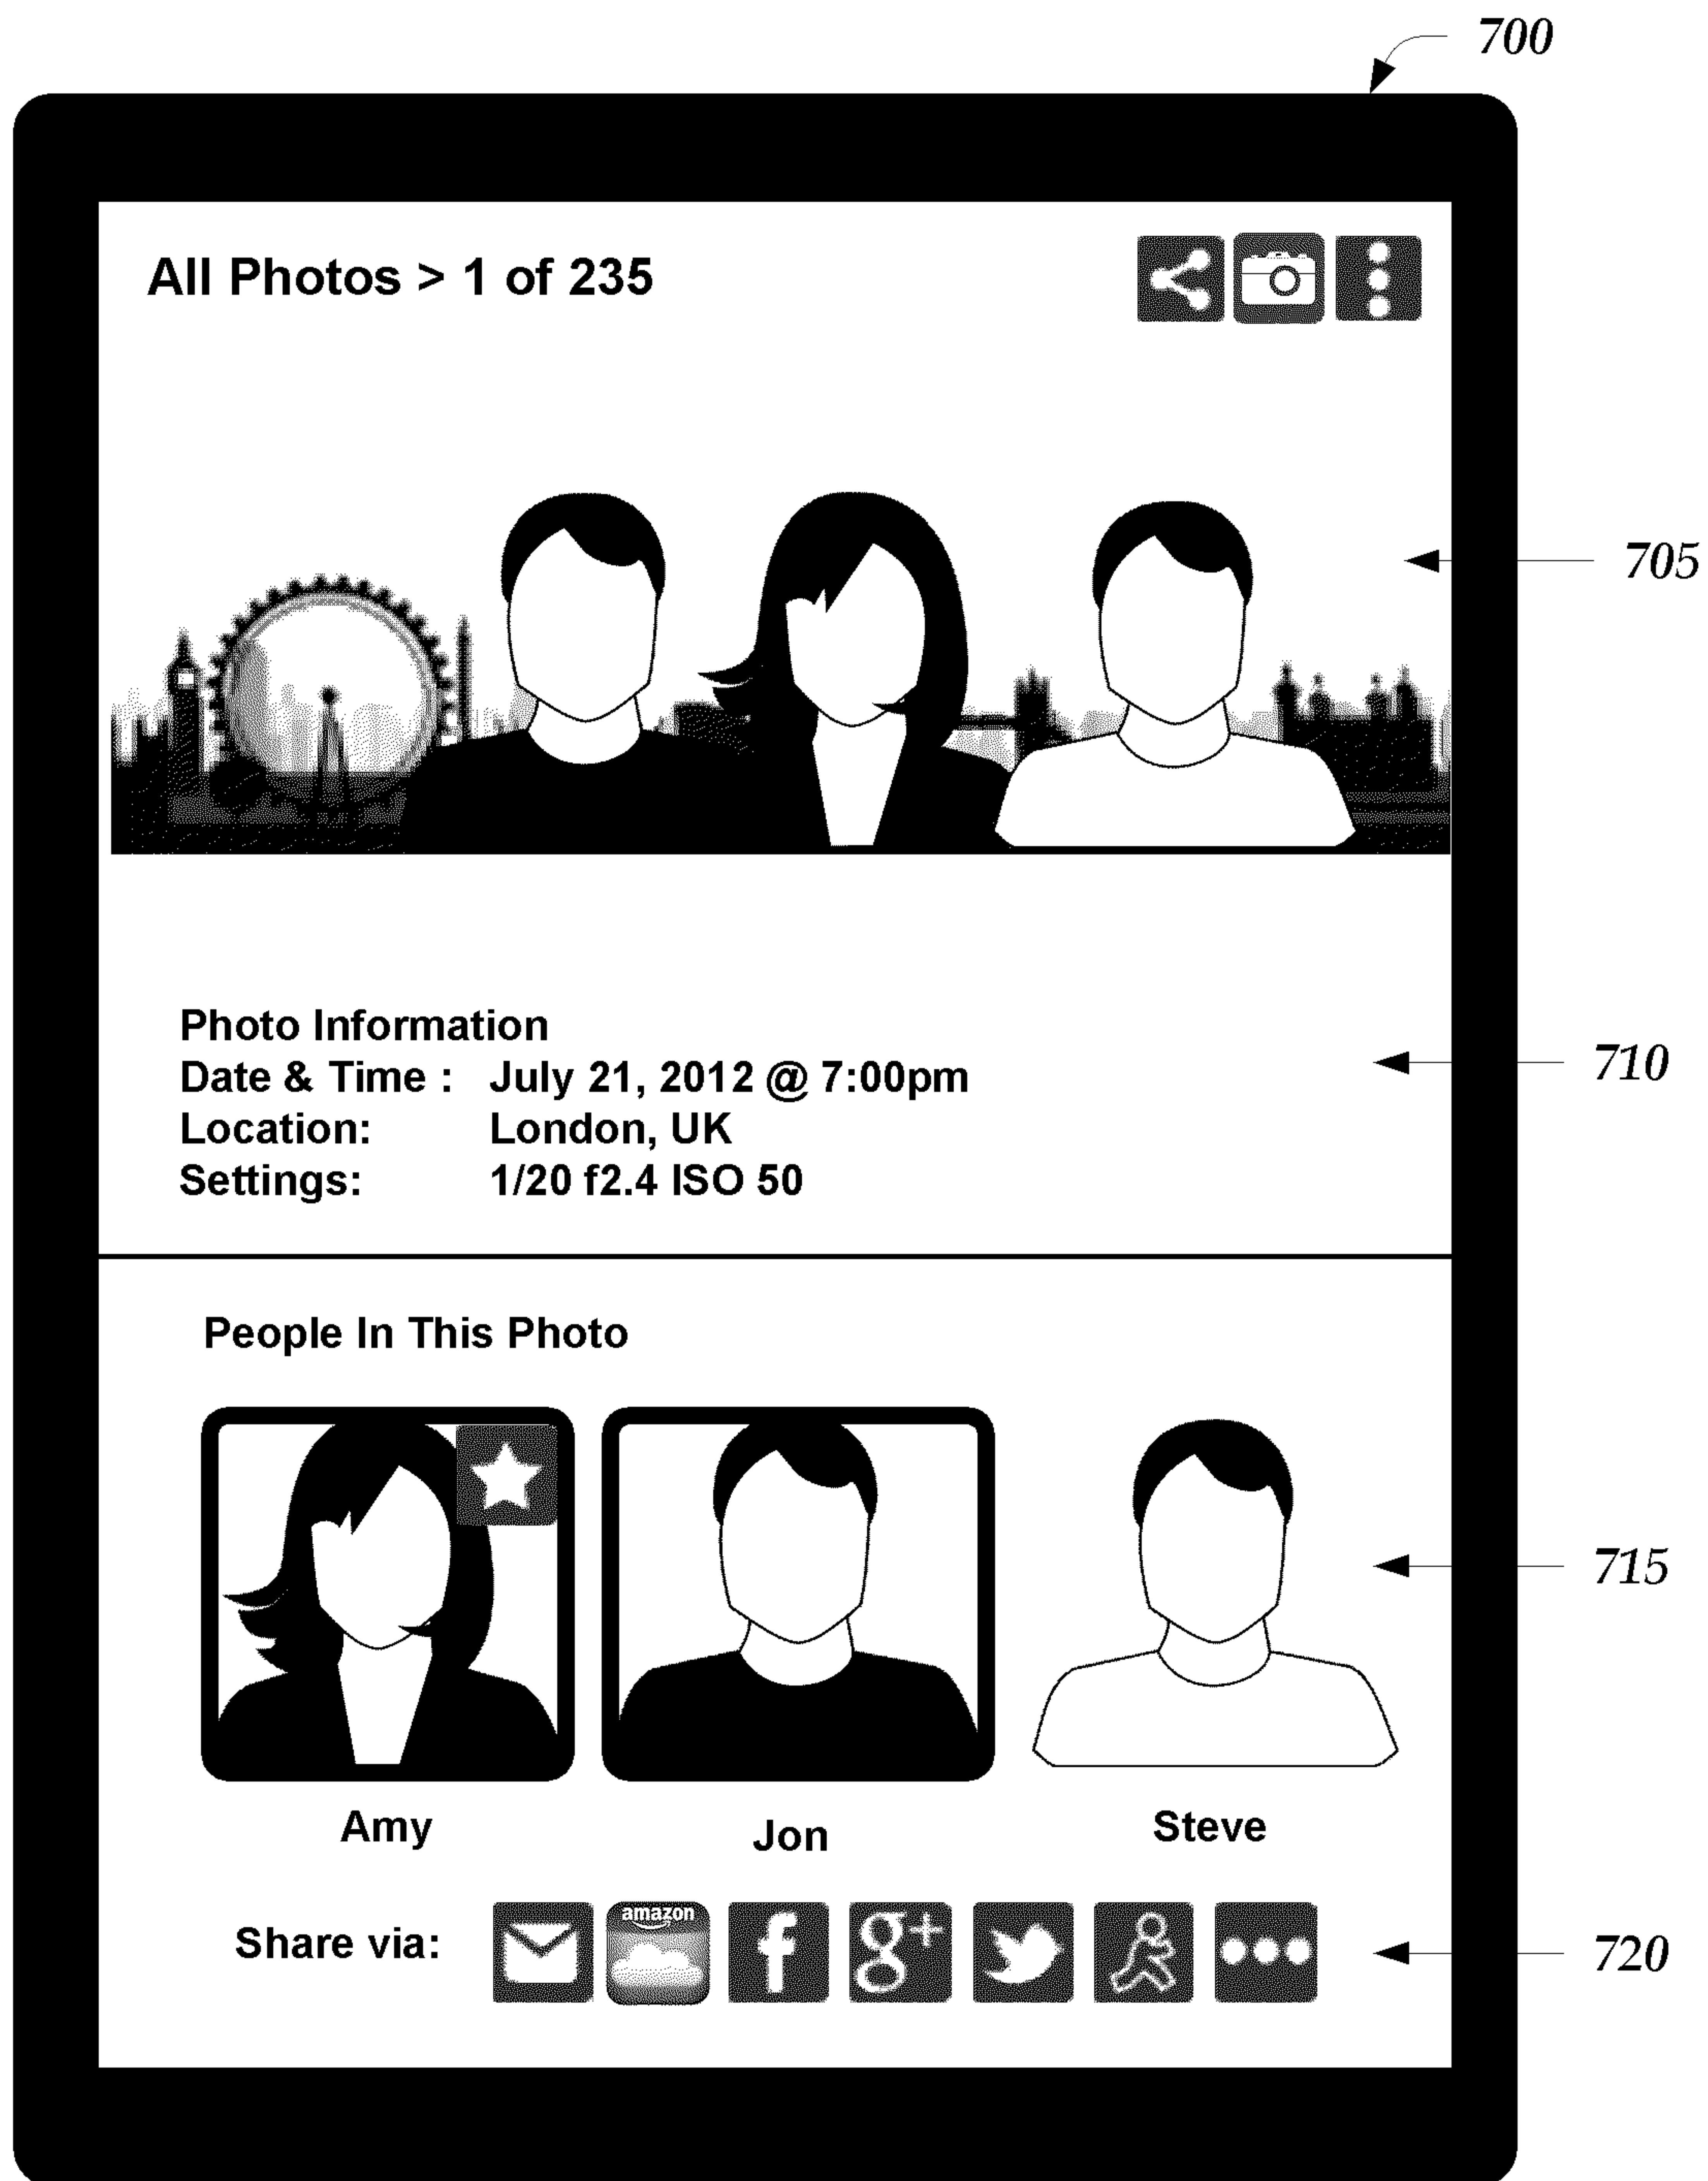 700
All Photos > 1 of 235
705
Photo Information
710
Date & Time : July 21, 2012 @ 7:00pm
Location: London, UK
Settings: 1/20 f2.4 ISO 50
People In This Photo
715
Amy Jon Steve
amazon
Share via: f g+
720